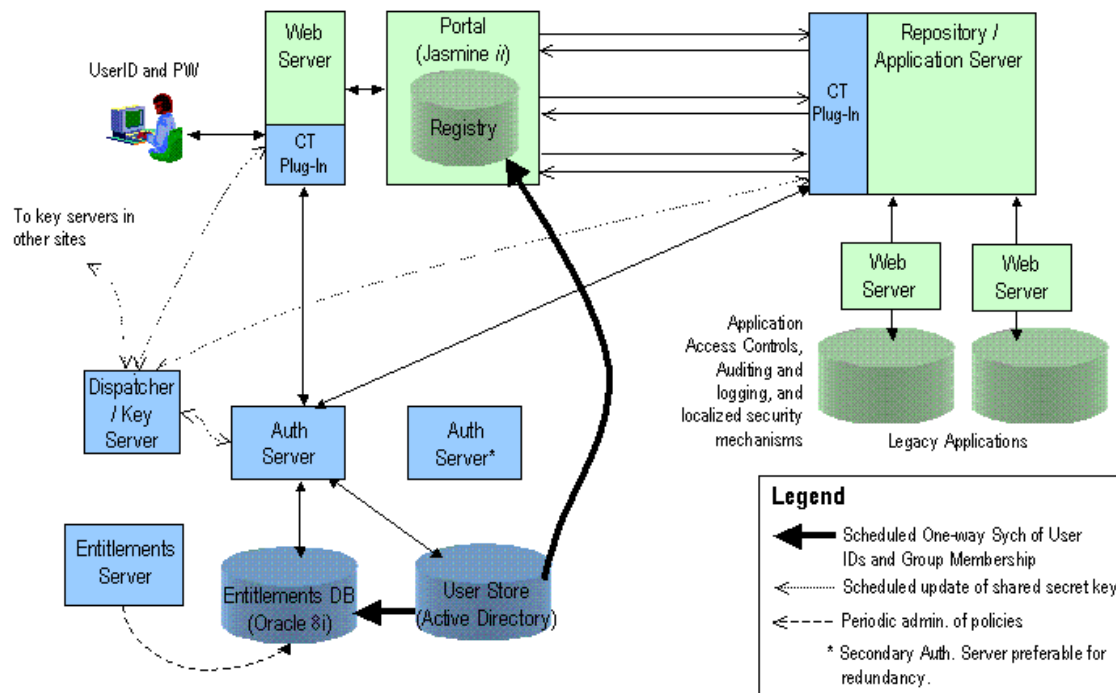 UserID and PW
Web
Server
CT
Plug-In
Portal
(Jasmine ii)
Registry
CT
Plug-In
Repository /
Application Server
To key servers in
other sites
Web
Server
Web
Server
Application
Access Controls,
Auditing and
logging, and
localized security
mechanisms
Legacy Applications
Dispatcher
/ Key
Server
Auth
Server
Auth
Server*
Entitlements
Server
Entitlements DB
(Oracle 8i)
User Store
(Active Directory)
Legend
Scheduled One-way Sych of User
IDs and Group Membership
Scheduled update of shared secret key
Periodic admin. of policies
* Secondary Auth. Server preferable for
redundancy.